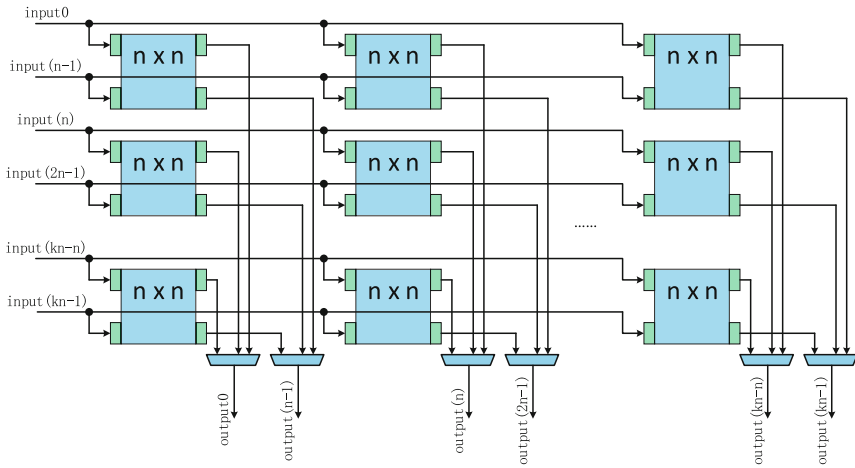 input0
n x n
n x n
n x n
input(n-1)
input(n)
n x n
n x n
n x n
input(2n-1)
......
input(kn-n)
n x n
n x n
n x n
input(kn-1)
output0
output(n-1)
output(n)
output(2n-1)
output(kn-n)
output(kn-1)